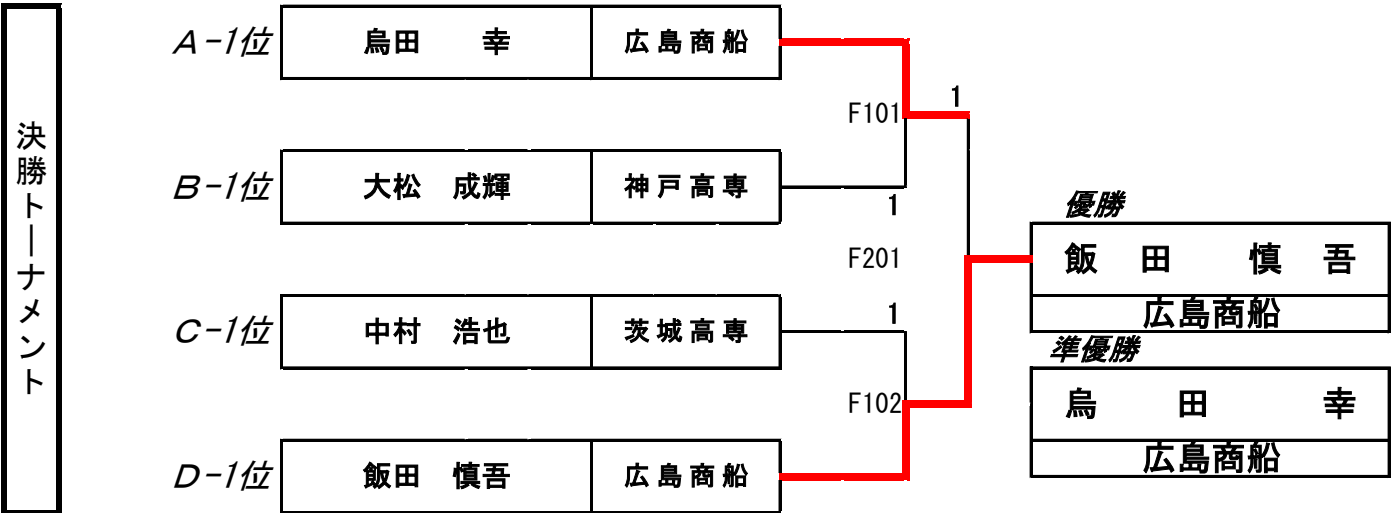 決勝トーナメント
A-1位 烏田 幸 広島商船
1
F101
B-1位 大松 成輝 神戸高専
1
優勝
F201
飯田 慎吾
広島商船
C-1位 中村 浩也 茨城高専
1
準優勝
F102
烏田 幸
広島商船
D-1位 飯田 慎吾 広島商船